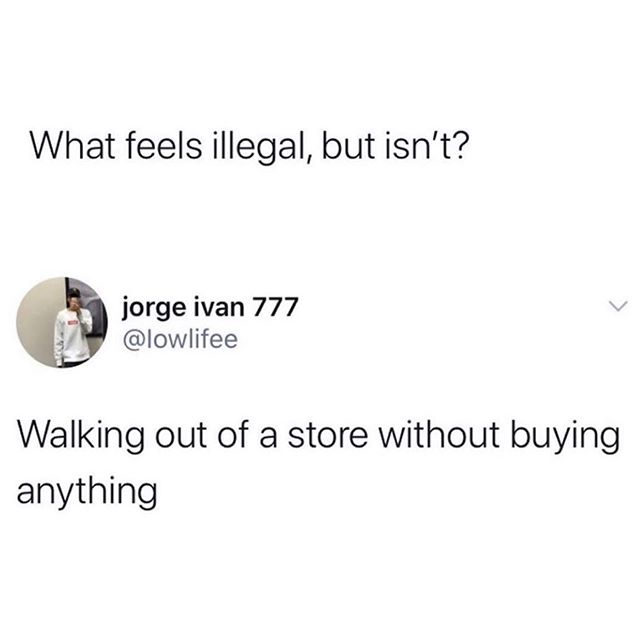 What feels illegal, but isn’t?
jorge ivan 777
@lowlifee
Walking out of a store without buying
anything